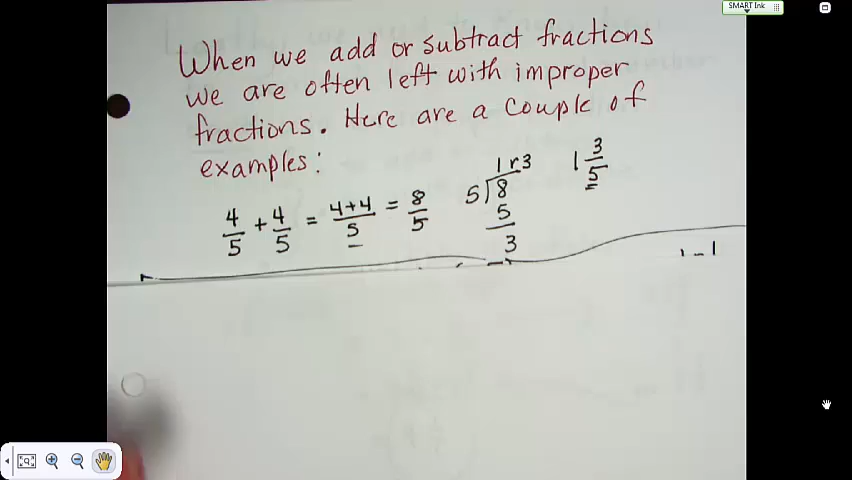 SMART Ink
When we add or subtract fractions
we are often left with improper
fractions. Here are a couple of
examples:
4/5 + 4/5 = 4+4/5 = 8/5
1 r3
5 8
5
3
1 3/5